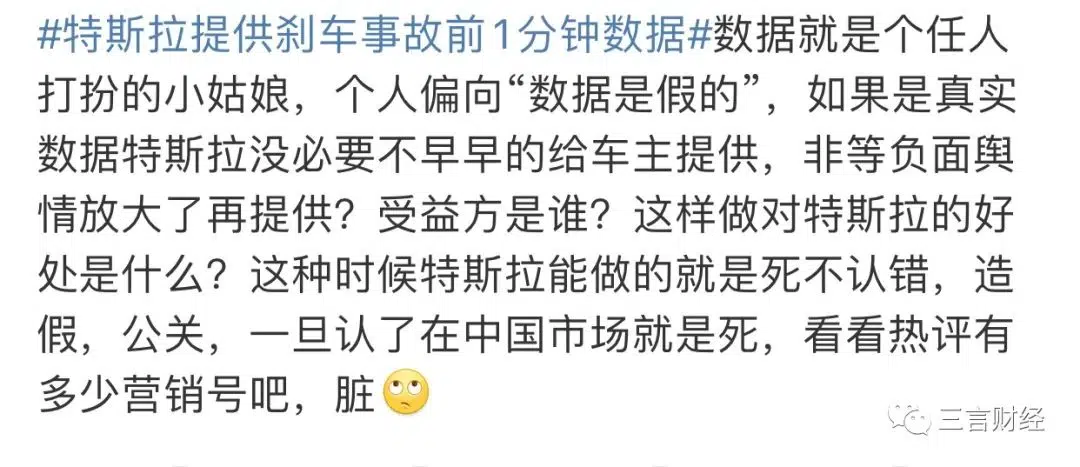 #特斯拉提供刹车事故前1分钟数据#数据就是个任人
打扮的小姑娘，个人偏向“数据是假的”，如果是真实
数据特斯拉没必要不早早的给车主提供，非等负面舆
情放大了再提供？受益方是谁？这样做对特斯拉的好
处是什么？这种时候特斯拉能做的就是死不认错，造
假，公关，一旦认了在中国市场就是死，看看热评有
多少营销号吧，脏🙄
三言财经